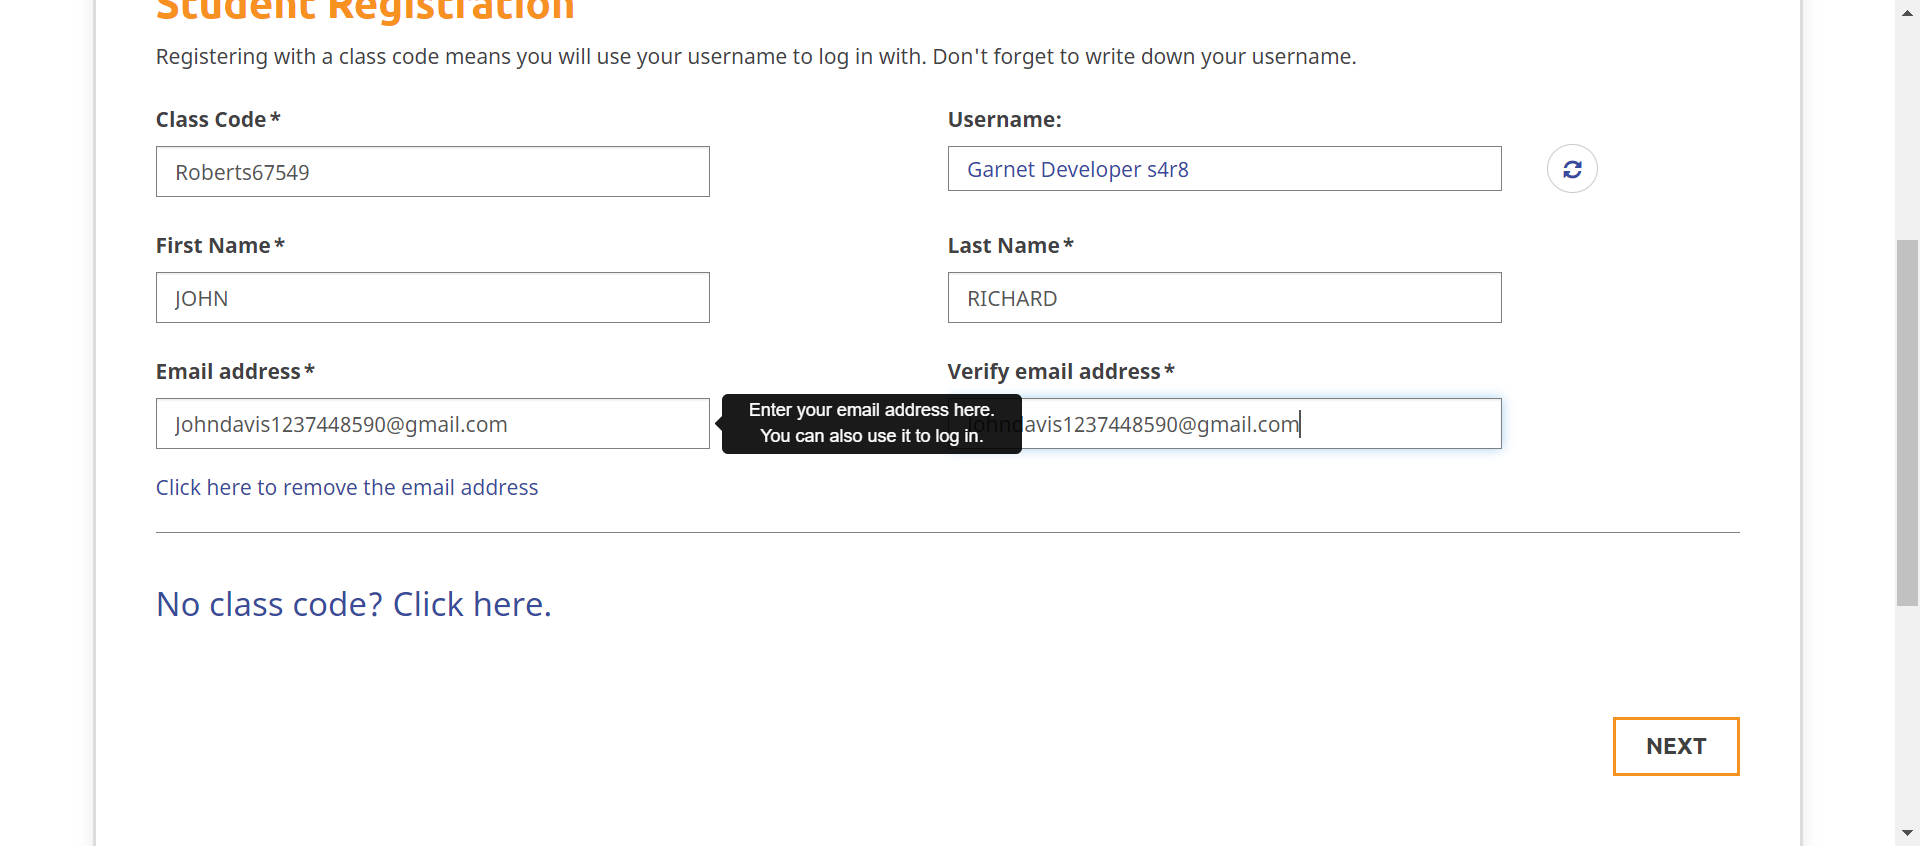 Student Registration
Registering with a class code means you will use your username to log in with. Don't forget to write down your username.
Class Code*
Username:
Roberts67549
Garnet Developer s4r8
First Name*
Last Name*
JOHN
RICHARD
Email address*
Verify email address*
Johndavis1237448590@gmail.com
Enter your email address here.
You can also use it to log in.
Johndavis1237448590@gmail.com
Click here to remove the email address
No class code? Click here.
NEXT